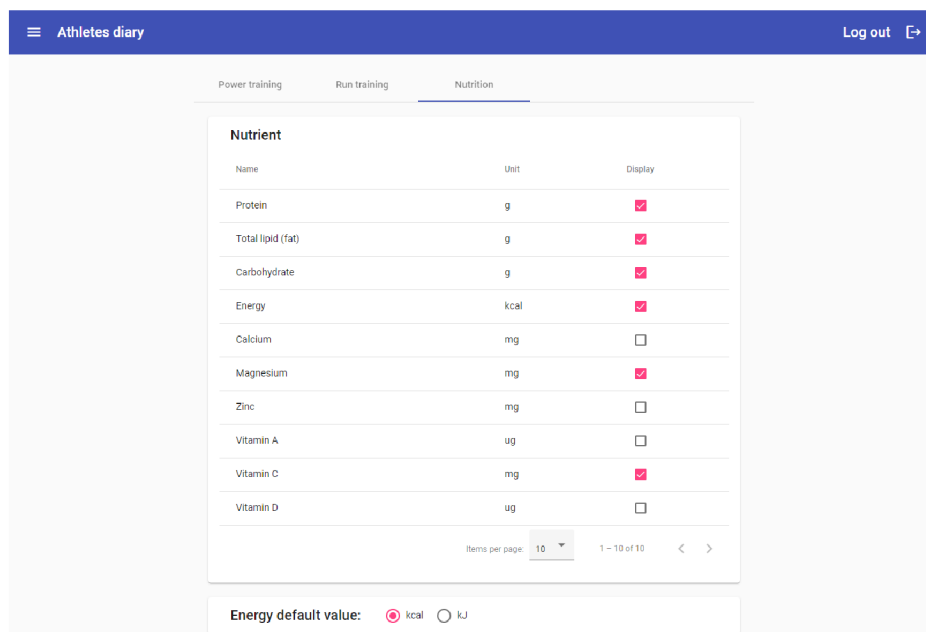 Athletes diary Log out
Power training Run training Nutrition
Nutrient
Name Unit Display
Protein g
Total lipid (fat) g
Carbohydrate g
Energy kcal
Calcium mg
Magnesium mg
Zinc mg
Vitamin A ug
Vitamin C mg
Vitamin D ug
Items per page: 10 1 – 10 of 10
Energy default value: kcal kJ